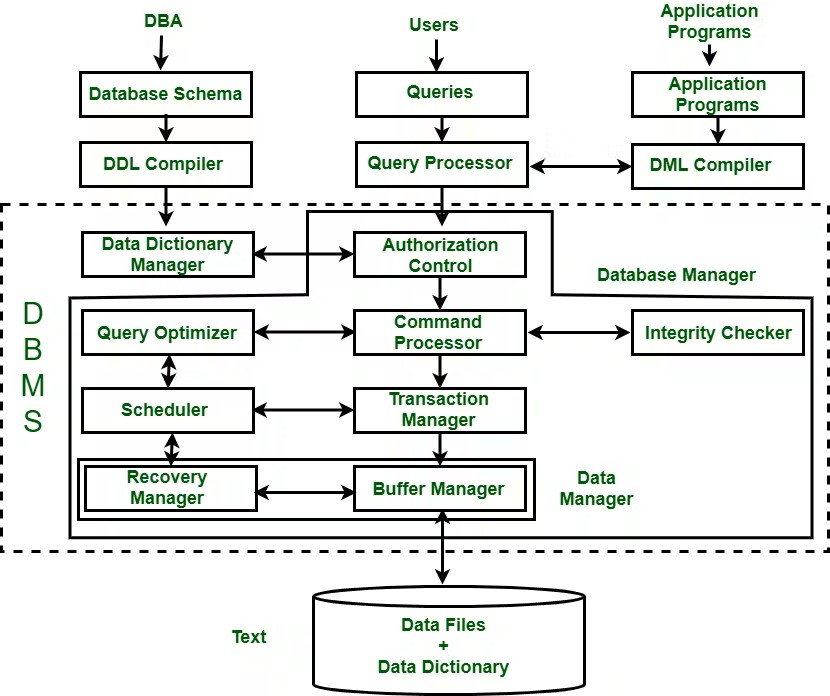 DBA
Users
Application
Programs
Database Schema
Queries
Application
Programs
DDL Compiler
Query Processor
DML Compiler
Data Dictionary
Manager
Authorization
Control
Database Manager
D
B
M
S
Query Optimizer
Command
Processor
Integrity Checker
Scheduler
Transaction
Manager
Recovery
Manager
Buffer Manager
Data
Manager
Text
Data Files
+
Data Dictionary